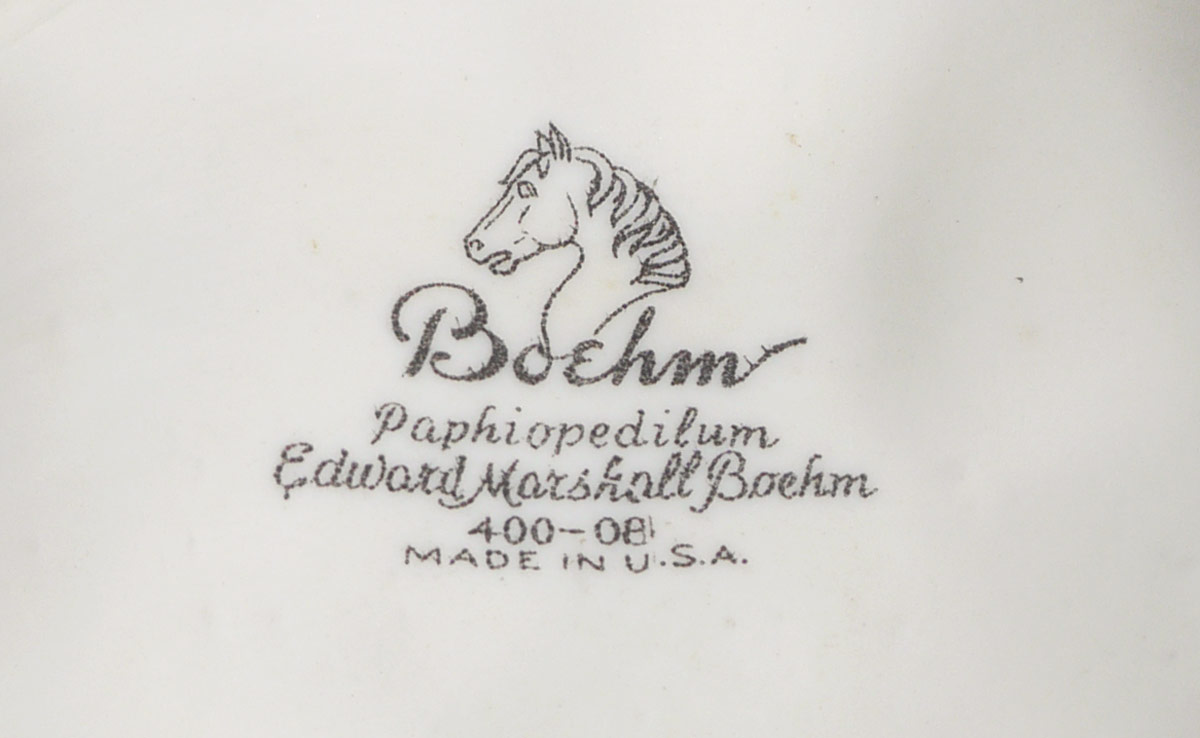 Boehm
Paphiopedilum
Edward Marshall Boehm
400-08
MADE IN U.S.A.